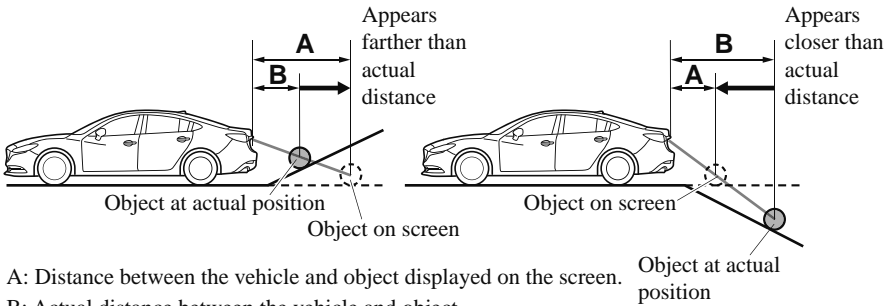 Appears
farther than
actual
distance
A
B
Object at actual position
Object on screen
Appears
closer than
actual
distance
B
A
Object on screen
Object at actual
position
A: Distance between the vehicle and object displayed on the screen.
B: Actual distance between the vehicle and object.